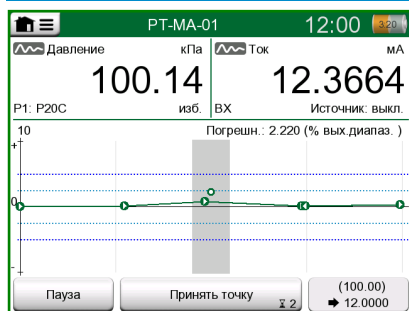 PT-MA-01 12:00 3:20
Давление кПа Ток мА
100.14 12.3664
P1: P20C изб. ВХ Источник: выкл.
10 Погрешн.: 2.220 (% вых.диапаз. )
+
0
-
Пауза Принять точку 2 (100.00)
12.0000